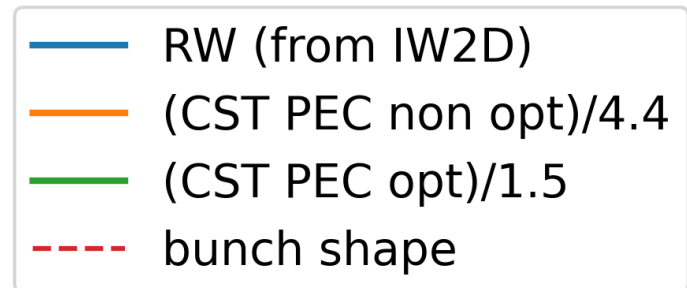 RW (from IW2D)
(CST PEC non opt)/4.4
(CST PEC opt)/1.5
bunch shape